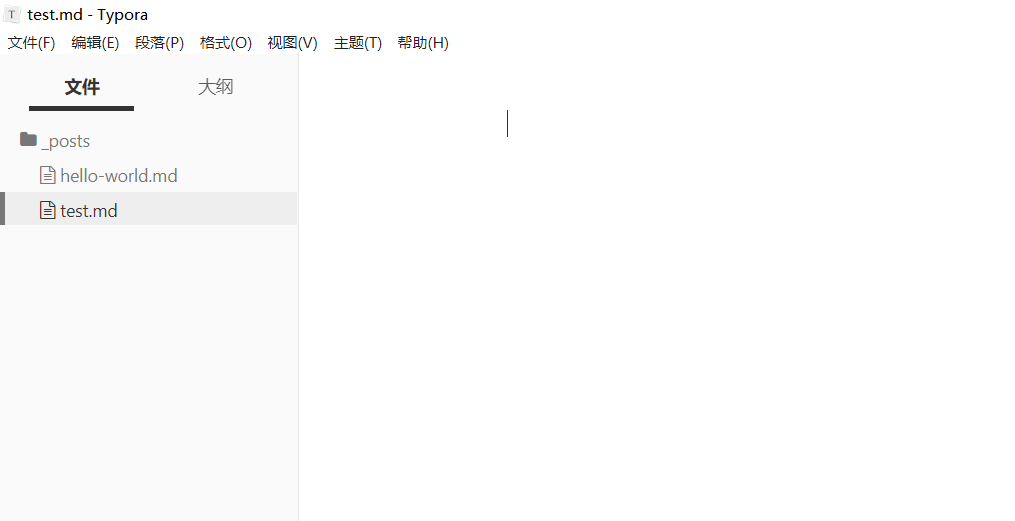 T test.md - Typora
文件(F) 编辑(E) 段落(P) 格式(O) 视图(V) 主题(T) 帮助(H)
文件 大纲
_posts
hello-world.md
test.md